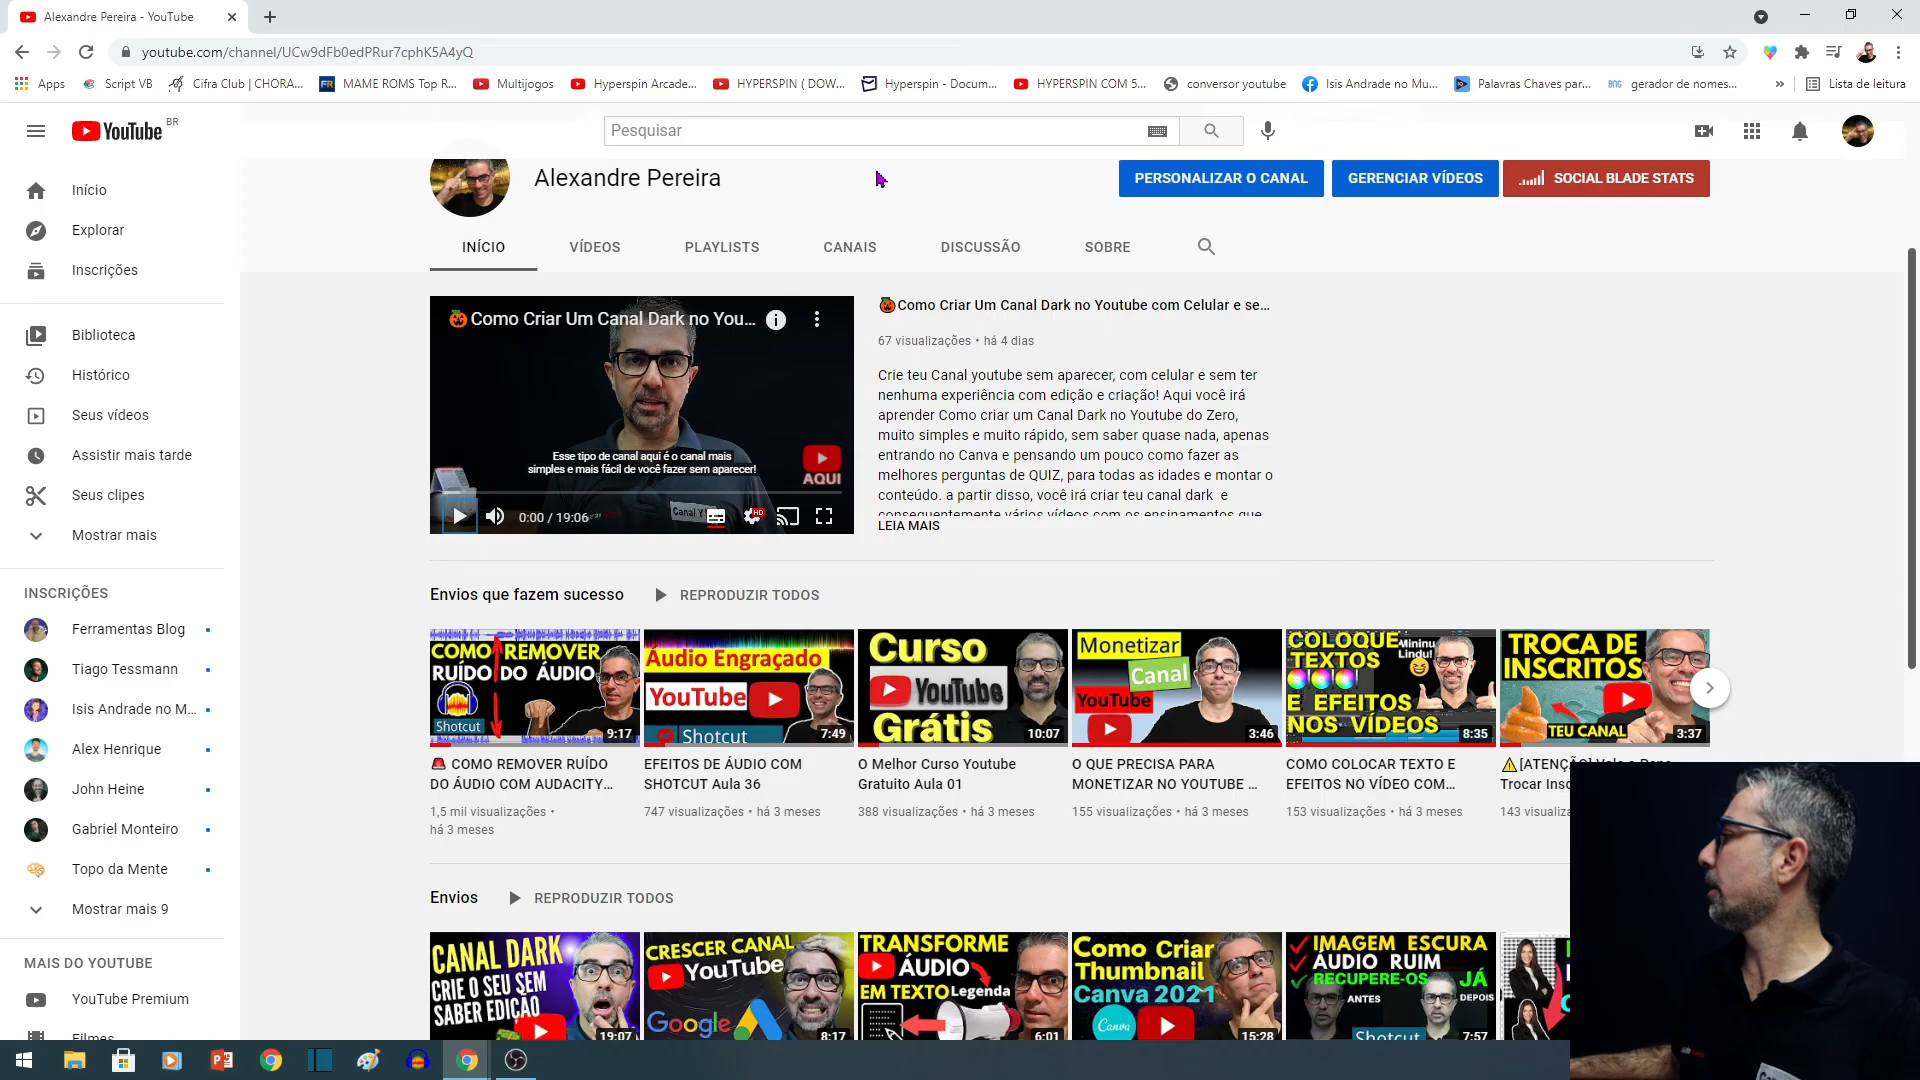 Alexandre Pereira - YouTube
youtube.com/channel/UCw9dFb0edPRur7cphK5A4yQ
Apps
Script VB
Cifra Club | CHORA...
MAME ROMS Top R...
Multijogos
Hyperspin Arcade...
HYPERSPIN ( DOW...
Hyperspin - Docum...
HYPERSPIN COM 5...
conversor youtube
Isis Andrade no Mu...
Palavras Chaves par...
gerador de nomes...
»
Lista de leitura
YouTube BR
Pesquisar
Início
Explorar
Inscrições
Biblioteca
Histórico
Seus vídeos
Assistir mais tarde
Seus clipes
Mostrar mais
INSCRIÇÕES
Ferramentas Blog
Tiago Tessmann
Isis Andrade no M...
Alex Henrique
John Heine
Gabriel Monteiro
Topo da Mente
Mostrar mais 9
MAIS DO YOUTUBE
YouTube Premium
Filmes
Alexandre Pereira
PERSONALIZAR O CANAL
GERENCIAR VÍDEOS
SOCIAL BLADE STATS
INÍCIO
VÍDEOS
PLAYLISTS
CANAIS
DISCUSSÃO
SOBRE
🎃Como Criar Um Canal Dark no You...
Esse tipo de canal aqui é o canal mais
simples e mais fácil de você fazer sem aparecer!
AQUI
0:00 / 19:06
HD
🎃Como Criar Um Canal Dark no Youtube com Celular e se...
67 visualizações • há 4 dias
Crie teu Canal youtube sem aparecer, com celular e sem ter
nenhuma experiência com edição e criação! Aqui você irá
aprender Como criar um Canal Dark no Youtube do Zero,
muito simples e muito rápido, sem saber quase nada, apenas
entrando no Canva e pensando um pouco como fazer as
melhores perguntas de QUIZ, para todas as idades e montar o
conteúdo. a partir disso, você irá criar teu canal dark e
consequentemente vários vídeos com os ensinamentos que
LEIA MAIS
Envios que fazem sucesso
REPRODUZIR TODOS
COMO REMOVER
RUÍDO DO ÁUDIO
Shotcut
9:17
Áudio Engraçado
YouTube
Shotcut
7:49
Curso
YouTube
Grátis
10:07
Monetizar
Canal
YouTube
3:46
COLOQUE
TEXTOS
Mininu
Lindu!
E EFEITOS
NOS VÍDEOS
8:35
TROCA DE
INSCRITOS
TEU CANAL
3:37
🚨 COMO REMOVER RUÍDO
DO ÁUDIO COM AUDACITY...
1,5 mil visualizações •
há 3 meses
EFEITOS DE ÁUDIO COM
SHOTCUT Aula 36
747 visualizações • há 3 meses
O Melhor Curso Youtube
Gratuito Aula 01
388 visualizações • há 3 meses
O QUE PRECISA PARA
MONETIZAR NO YOUTUBE ...
155 visualizações • há 3 meses
COMO COLOCAR TEXTO E
EFEITOS NO VÍDEO COM...
153 visualizações • há 3 meses
⚠[ATENÇÃO]
Trocar
143
Envios
REPRODUZIR TODOS
CANAL DARK
CRIE O SEU SEM
SABER EDIÇÃO
19:07
CRESCER CANAL
YouTube
Google
8:17
TRANSFORME
ÁUDIO
EM TEXTO Legenda
6:01
Como Criar
Thumbnail
Canva 2021
Canva
15:28
IMAGEM ESCURA
ÁUDIO RUIM
RECUPERE-OS JÁ
ANTES
DEPOIS
Shotcut
7:57